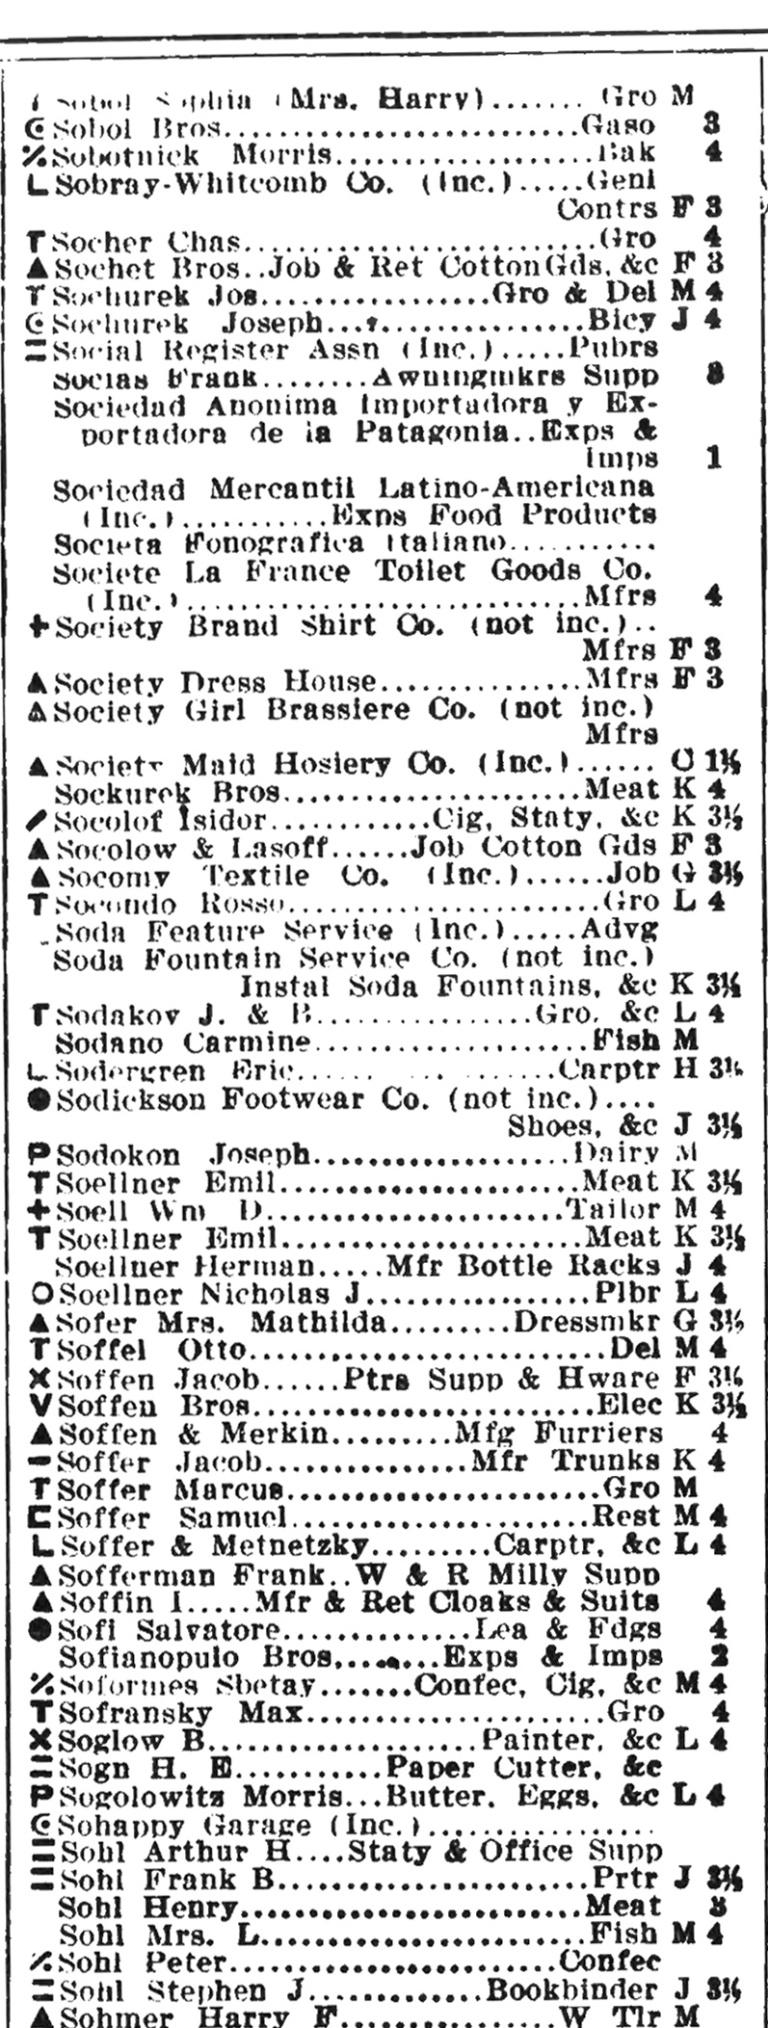 Sobol Sophia (Mrs. Harry)....... Gro M
Sobol Bros..........................Gaso 3
Sobotnick Morris...................Bak 4
Sobray-Whitcomb Co. (Inc.).....Genl
Contrs F 3
Socher Chas..........................Gro 4
Sochet Bros..Job & Ret Cotton Gds, &c F 3
Sochurek Jos.................Gro & Del M 4
Sochurek Joseph...................Bicy J 4
Social Register Assn (Inc.).....Pubrs
Socias Frank........Awningmkrs Supp 3
Sociedad Anonima Importadora y Ex-
portadora de la Patagonia..Exps &
Imps 1
Sociedad Mercantil Latino-Americana
(Inc.)...........Exps Food Products
Societa Fonografica Italiano...........
Societe La France Toilet Goods Co.
(Inc.).............................Mfrs 4
Society Brand Shirt Co. (not inc.)..
Mfrs F 3
Society Dress House...............Mfrs F 3
Society Girl Brassiere Co. (not inc.)
Mfrs
Society Maid Hosiery Co. (Inc.)...... O 1½
Sockurek Bros......................Meat K 4
Socolof Isidor............Cig, Staty, &c K 3½
Socolow & Lasoff......Job Cotton Gds F 3
Socomy Textile Co. (Inc.)......Job G 3½
Socondo Rosso.......................Gro L 4
Soda Feature Service (Inc.).....Advg
Soda Fountain Service Co. (not inc.)
Instal Soda Fountains, &c K 3½
Sodakov J. & B................Gro, &c L 4
Sodano Carmine....................Fish M
Sodergren Eric...................Carptr H 3½
Sodickson Footwear Co. (not inc.)....
Shoes, &c J 3½
Sodokon Joseph...................Dairy M
Soellner Emil......................Meat K 3½
Soell Wm D......................Tailor M 4
Soellner Emil......................Meat K 3½
Soellner Herman.....Mfr Bottle Racks J 4
Soellner Nicholas J.................Plbr L 4
Sofer Mrs. Mathilda.........Dressmkr G 3½
Soffel Otto...........................Del M 4
Soffen Jacob......Ptrs Supp & Hware F 3½
Soffen Bros..........................Elec K 3½
Soffen & Merkin.........Mfg Furriers 4
Soffer Jacob...............Mfr Trunks K 4
Soffer Marcus.......................Gro M
Soffer Samuel.......................Rest M 4
Soffer & Metnetzky.........Carptr, &c L 4
Sofferman Frank..W & R Milly Supp
Soffin I.....Mfr & Ret Cloaks & Suits 4
Sofi Salvatore..............Lea & Fdgs 4
Sofianopulo Bros........Exps & Imps 2
Soformes Sbetay.......Confec, Cig, &c M 4
Sofransky Max......................Gro 4
Soglow B....................Painter, &c L 4
Sogn H. E...........Paper Cutter, &c
Sogolowitz Morris...Butter, Eggs, &c L 4
Sohappy Garage (Inc.).................
Sohl Arthur H....Staty & Office Supp
Sohl Frank B.......................Prtr J 3½
Sohl Henry.........................Meat 3
Sohl Mrs. L........................Fish M 4
Sohl Peter........................Confec
Sohl Stephen J.............Bookbinder J 3½
Sohmer Harry F................W Tlr M